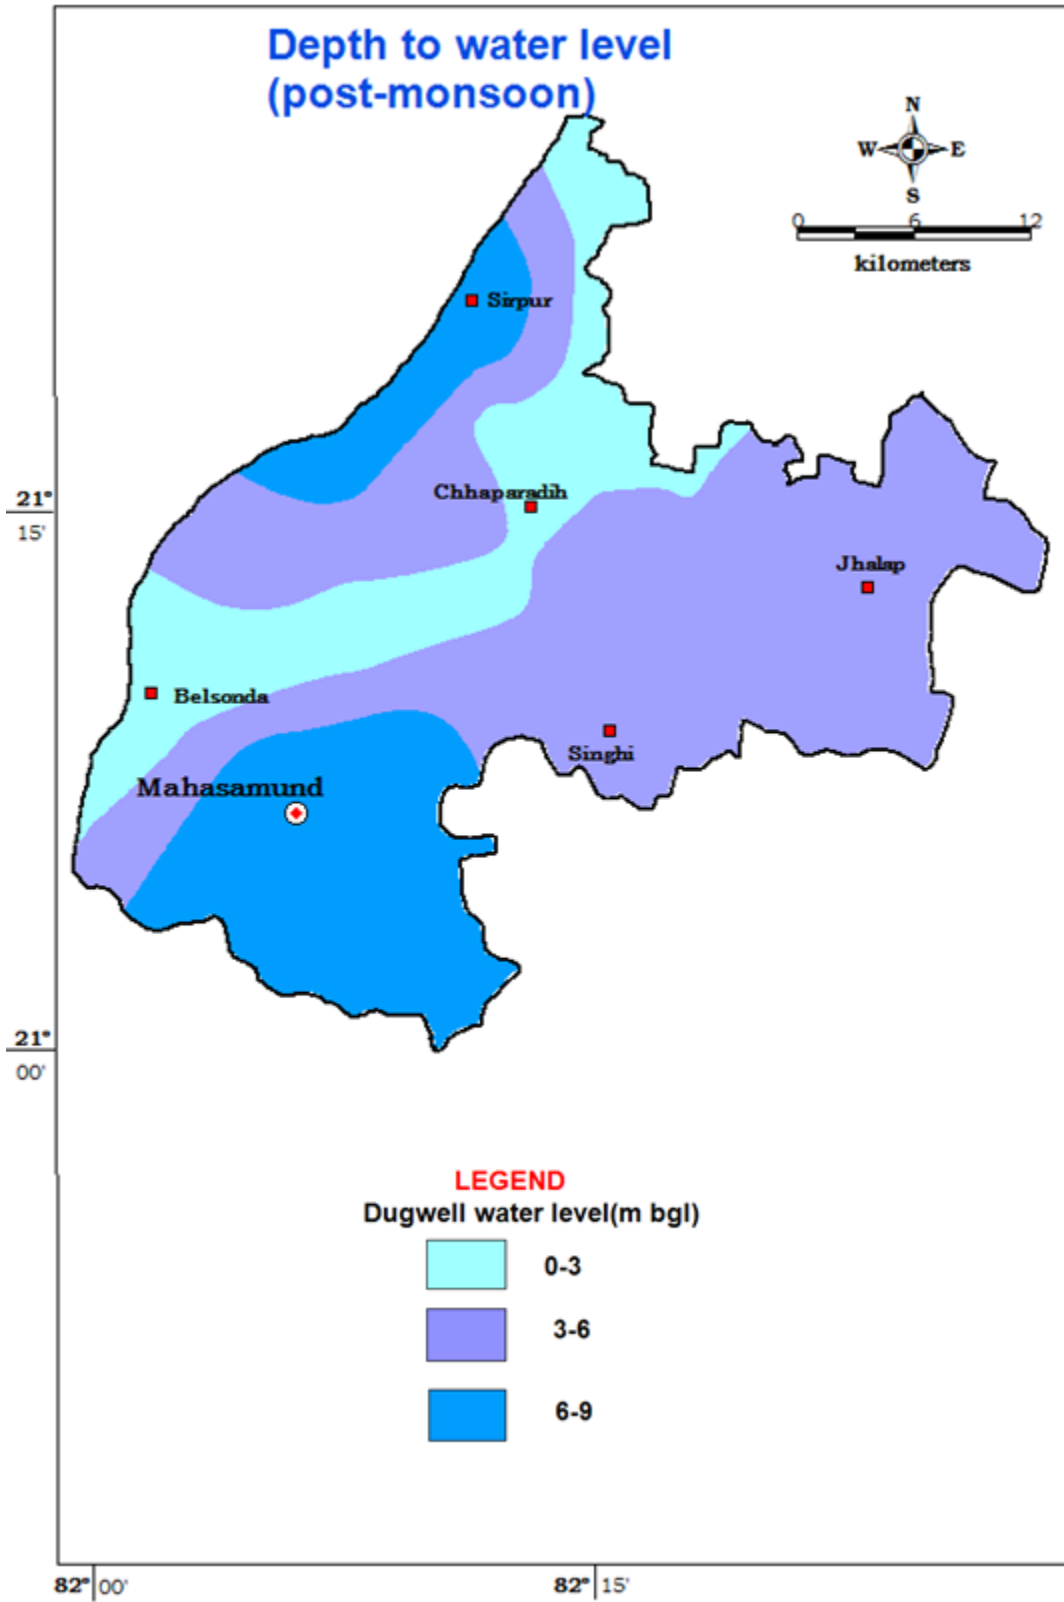 Depth to water level
(post-monsoon)
N
W E
S
0 6 12
kilometers
Sirpur
21°
15'
Chhaparadih
Jhalap
Belsonda
Singhi
Mahasamund
21°
00'
LEGEND
Dugwell water level(m bgl)
0-3
3-6
6-9
82° 00' 82° 15'